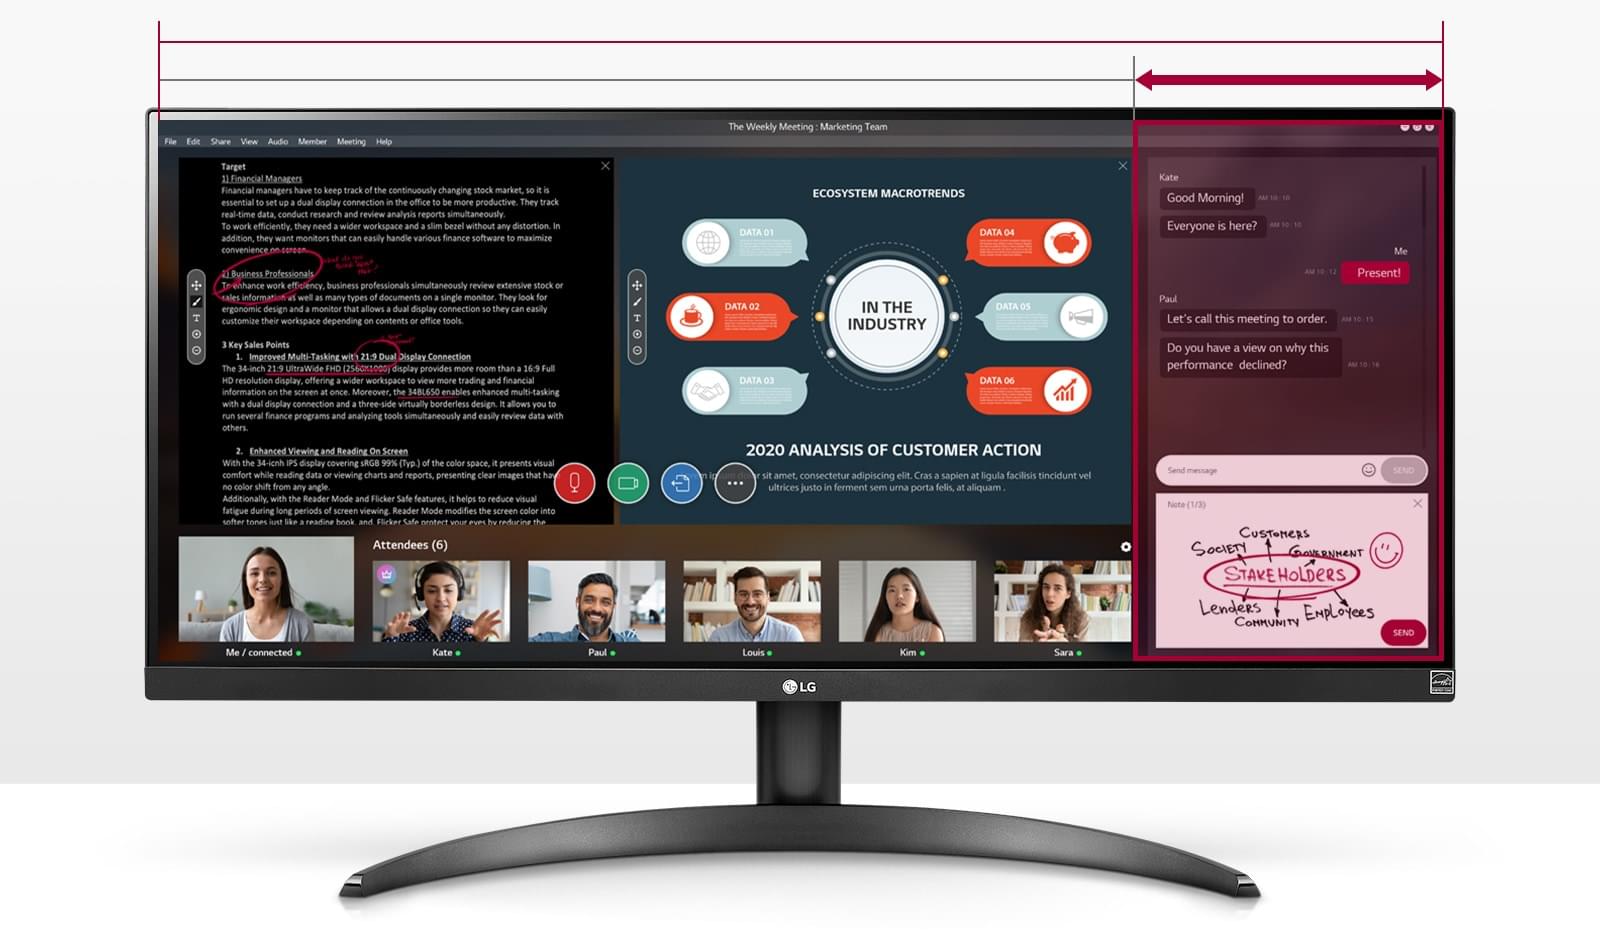 The Weekly Meeting : Marketing Team
File Edit Share View Audio Member Meeting Help
Target
1) Financial Managers
Financial managers have to keep track of the continuously changing stock market, so it is
essential to set up a dual display connection in the office to be more productive. They track
real-time data, conduct research and review analysis reports simultaneously.
To work efficiently, they need a wider workspace and a slim bezel without any distortion. In
addition, they want monitors that can easily handle various finance software to maximize
convenience on screen.
2) Business Professionals
To enhance work efficiency, business professionals simultaneously review extensive stock or
sales information as well as many types of documents on a single monitor. They look for
ergonomic design and a monitor that allows a dual display connection so they can easily
customize their workspace depending on contents or office tools.
3 Key Sales Points
1. Improved Multi-Tasking with 21:9 Dual Display Connection
The 34-inch 21:9 UltraWide FHD (2560X1080) display provides more room than a 16:9 Full
HD resolution display, offering a wider workspace to view more trading and financial
information on the screen at once. Moreover, the 34BL650 enables enhanced multi-tasking
with a dual display connection and a three-side virtually borderless design. It allows you to
run several finance programs and analyzing tools simultaneously and easily review data with
others.
2. Enhanced Viewing and Reading On Screen
With the 34-icnh IPS display covering sRGB 99% (Typ.) of the color space, it presents visual
comfort while reading data or viewing charts and reports, presenting clear images that have
no color shift from any angle.
Additionally, with the Reader Mode and Flicker Safe features, it helps to reduce visual
fatigue during long periods of screen viewing. Reader Mode modifies the screen color into
softer tones just like a reading book, and, Flicker Safe protect your eyes by reducing the
T
ECOSYSTEM MACROTRENDS
DATA 01
DATA 02
DATA 03
IN THE
INDUSTRY
DATA 04
DATA 05
DATA 06
T
2020 ANALYSIS OF CUSTOMER ACTION
sit amet, consectetur adipiscing elit. Cras a sapien at ligula facilisis tincidunt vel
ultrices justo in ferment sem urna porta felis, at aliquam .
Attendees (6)
Me / connected
Kate
Paul
Louis
Kim
Sara
Kate
Good Morning! AM 10 : 10
Everyone is here? AM 10 : 10
Me
AM 10 : 12 Present!
Paul
Let's call this meeting to order. AM 10 : 15
Do you have a view on why this
performance declined? AM 10 : 16
Send message SEND
Note (1/3)
CUSTOMERS
SOCIETY GOVERNMENT
STAKEHOLDERS
Lenders EMPLOYEES
COMMUNITY
SEND
LG